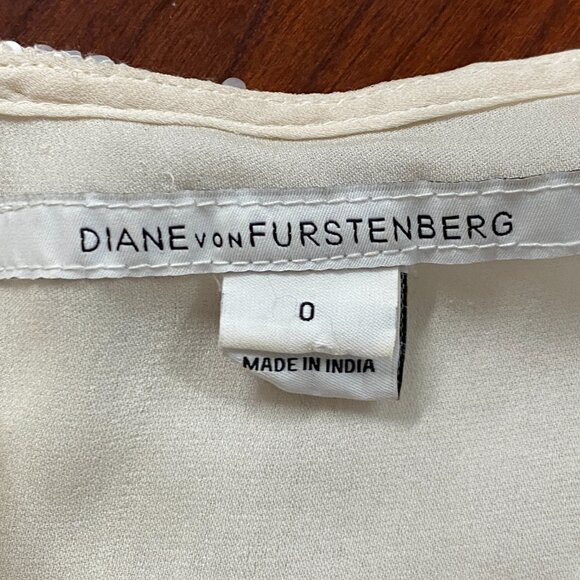 DIANE VON FURSTENBERG
0
MADE IN INDIA